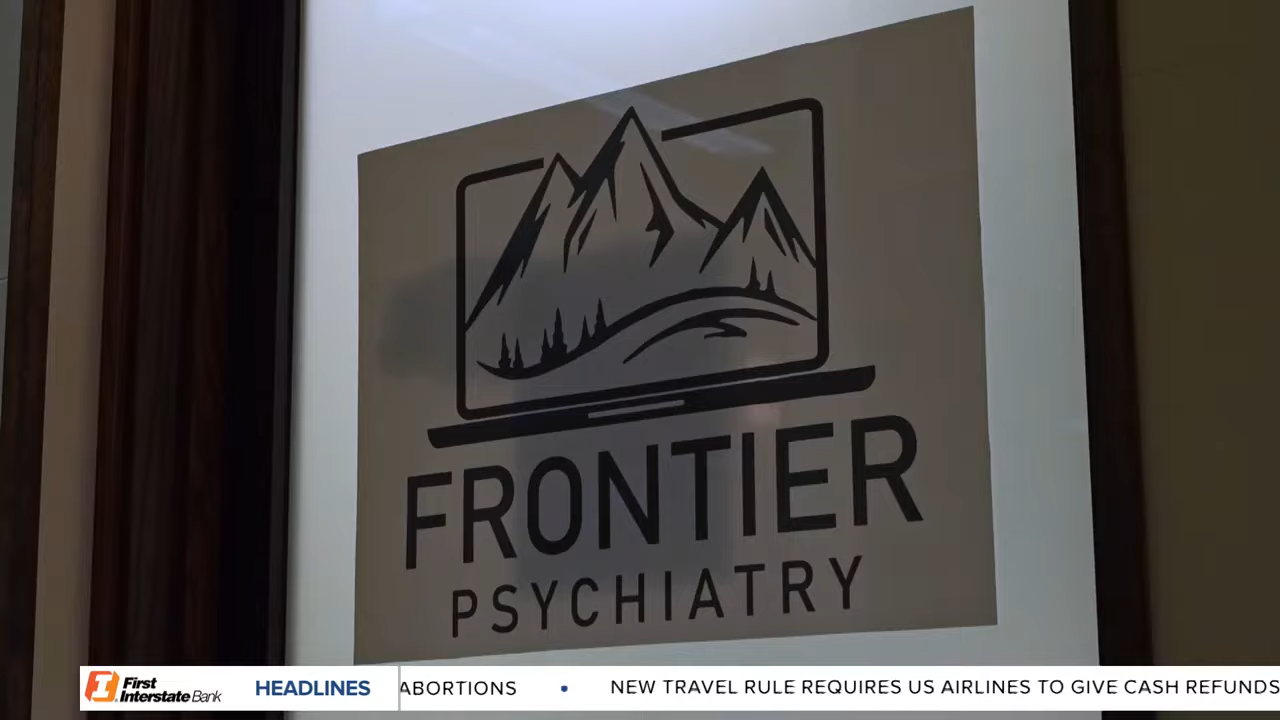 FRONTIER
PSYCHIATRY
First
Interstate Bank
HEADLINES
ABORTIONS • NEW TRAVEL RULE REQUIRES US AIRLINES TO GIVE CASH REFUNDS